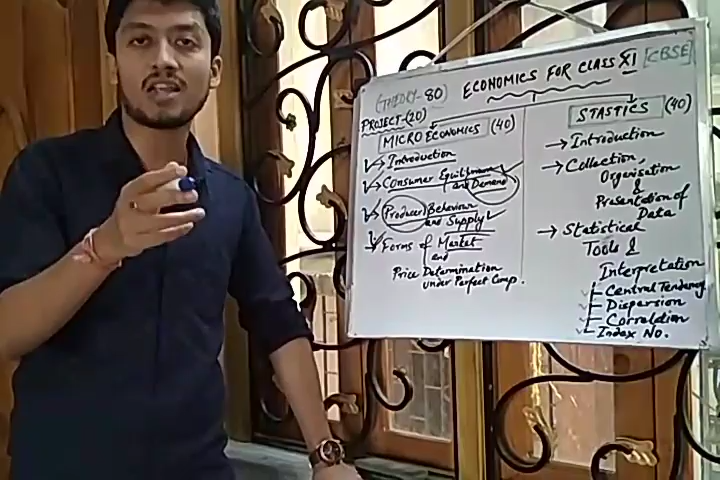 (THEORY-80
PROJECT-(20)
ECONOMICS FOR CLASS XI [CBSE]
MICROECONOMICS (40)
→ Introduction
→ Consumer Equilibrium
and Demand
→ Producer Behaviour
and Supply
→ Forms of Market
and
Price Determination
under Perfect Comp.
STASTICS (40)
→ Introduction
→ Collection,
Organisation
&
Presentation of
Data
→ Statistical
Tools &
Interpretation
- Central Tendency
- Dispersion
- Correlation
- Index No.